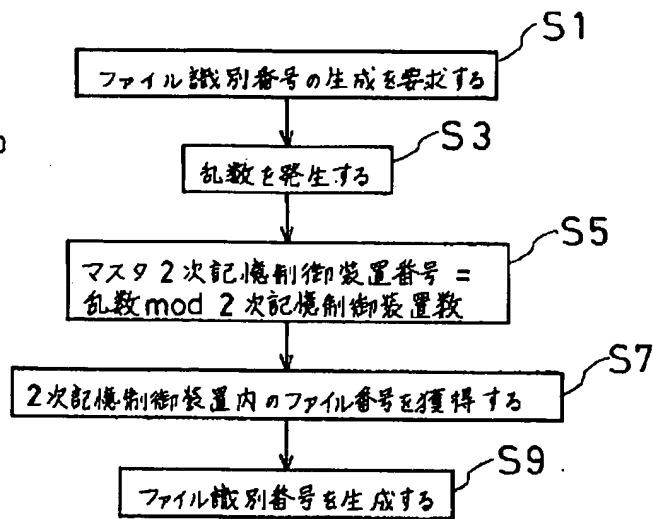 S1
ファイル識別番号の生成を要求する
S3
乱数を発生する
S5
マスタ2次記憶制御装置番号 =
乱数 mod 2次記憶制御装置数
S7
2次記憶制御装置内のファイル番号を獲得する
S9
ファイル識別番号を生成する